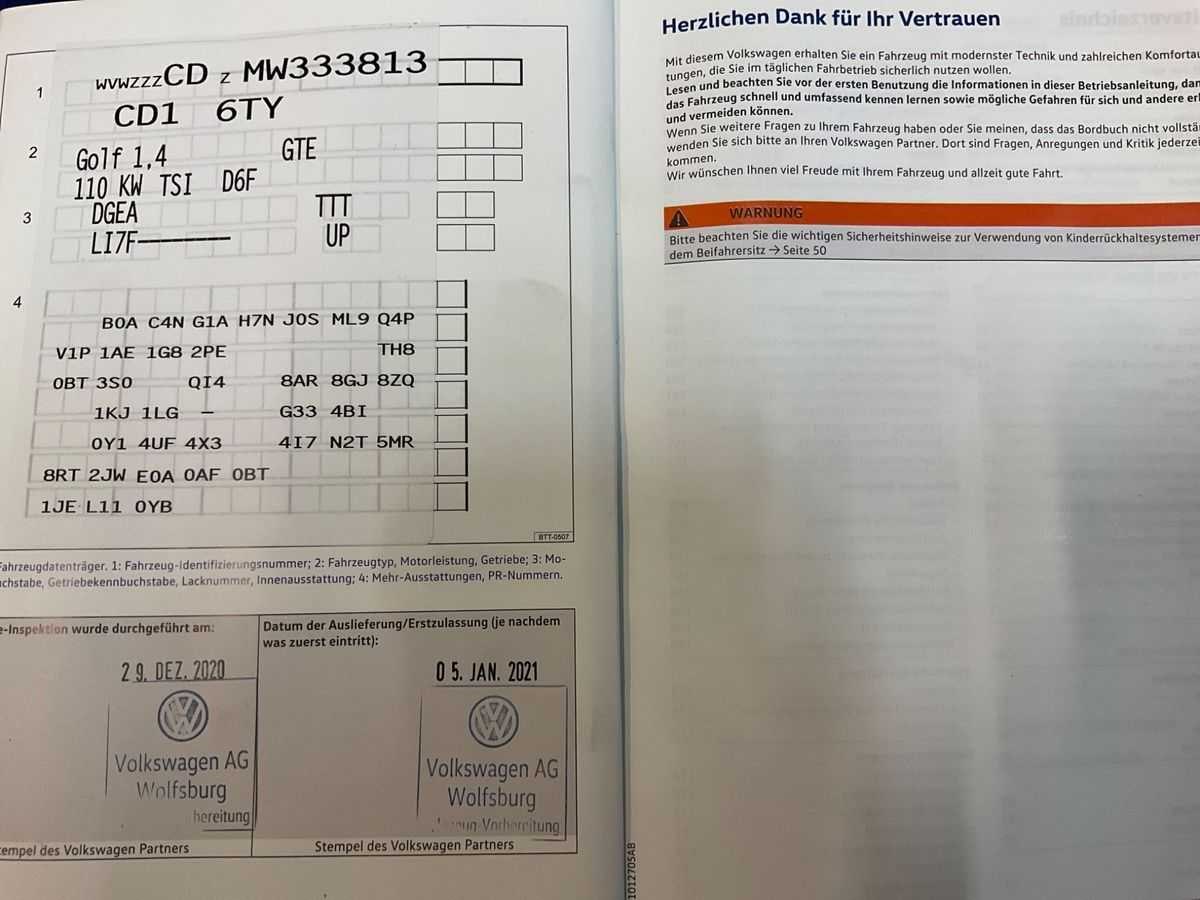 1 WVWZZZCD Z MW333813
CD1 6TY
2 Golf 1,4 GTE
110 KW TSI D6F
3 DGEA TTT
LI7F———— UP
4
B0A C4N G1A H7N J0S ML9 Q4P
V1P 1AE 1G8 2PE TH8
0BT 3S0 QI4 8AR 8GJ 8ZQ
1KJ 1LG — G33 4BI
0Y1 4UF 4X3 4I7 N2T 5MR
8RT 2JW E0A 0AF 0BT
1JE L11 0YB
BTT-0507
Fahrzeugdatenträger. 1: Fahrzeug-Identifizierungsnummer; 2: Fahrzeugtyp, Motorleistung, Getriebe; 3: Mo-
chstabe, Getriebekennbuchstabe, Lacknummer, Innenausstattung; 4: Mehr-Ausstattungen, PR-Nummern.
e-Inspektion wurde durchgeführt am:
29. DEZ. 2020
Volkswagen AG
Wolfsburg
bereitung
tempel des Volkswagen Partners
Datum der Auslieferung/Erstzulassung (je nachdem
was zuerst eintritt):
05. JAN. 2021
Volkswagen AG
Wolfsburg
Vorbereitung
Stempel des Volkswagen Partners
Herzlichen Dank für Ihr Vertrauen
Mit diesem Volkswagen erhalten Sie ein Fahrzeug mit modernster Technik und zahlreichen Komfortau
tungen, die Sie im täglichen Fahrbetrieb sicherlich nutzen wollen.
Lesen und beachten Sie vor der ersten Benutzung die Informationen in dieser Betriebsanleitung, dam
das Fahrzeug schnell und umfassend kennen lernen sowie mögliche Gefahren für sich und andere erk
und vermeiden können.
Wenn Sie weitere Fragen zu Ihrem Fahrzeug haben oder Sie meinen, dass das Bordbuch nicht vollstän
wenden Sie sich bitte an Ihren Volkswagen Partner. Dort sind Fragen, Anregungen und Kritik jederzei
kommen.
Wir wünschen Ihnen viel Freude mit Ihrem Fahrzeug und allzeit gute Fahrt.
WARNUNG
Bitte beachten Sie die wichtigen Sicherheitshinweise zur Verwendung von Kinderrückhaltesystemen
dem Beifahrersitz → Seite 50
1012705AB